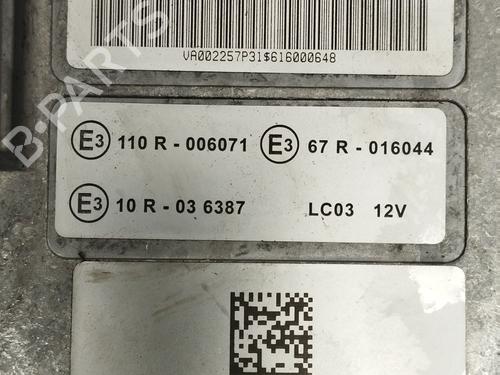 VA002257P31$616000648
E3 110 R - 006071 E3 67 R - 016044
E3 10 R - 03 6387 LC03 12V
B-PARTS